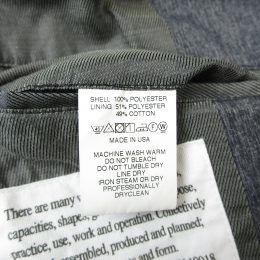 SHELL 100% POLYESTER
LINING 51% POLYESTER
49% COTTON
MADE IN USA
MACHINE WASH WARM
DO NOT BLEACH
DO NOT TUMBLE DRY
LINE DRY
IRON STEAM OR DRY
PROFESSIONALLY
DRYCLEAN
There are many
capacities, shapes,
practice, use, work and operation. Collectively
assembled, produced and planned;
and form.